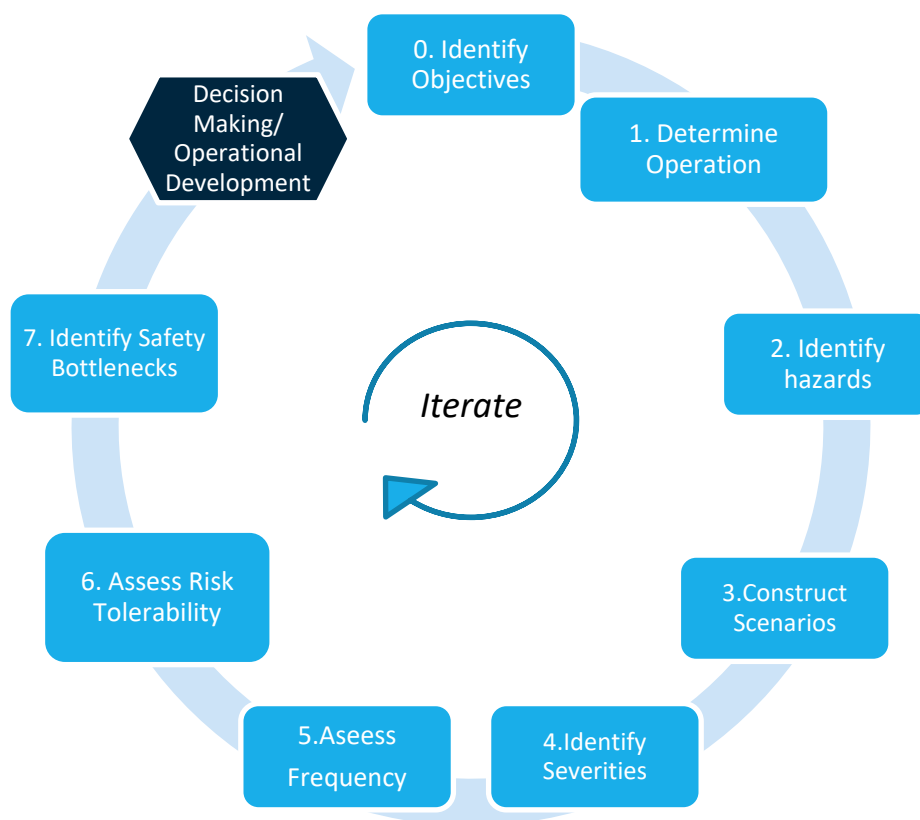 0. Identify
Objectives
1. Determine
Operation
2. Identify
hazards
3.Construct
Scenarios
4.Identify
Severities
5.Aseess
Frequency
6. Assess Risk
Tolerability
7. Identify Safety
Bottlenecks
Decision
Making/
Operational
Development
Iterate